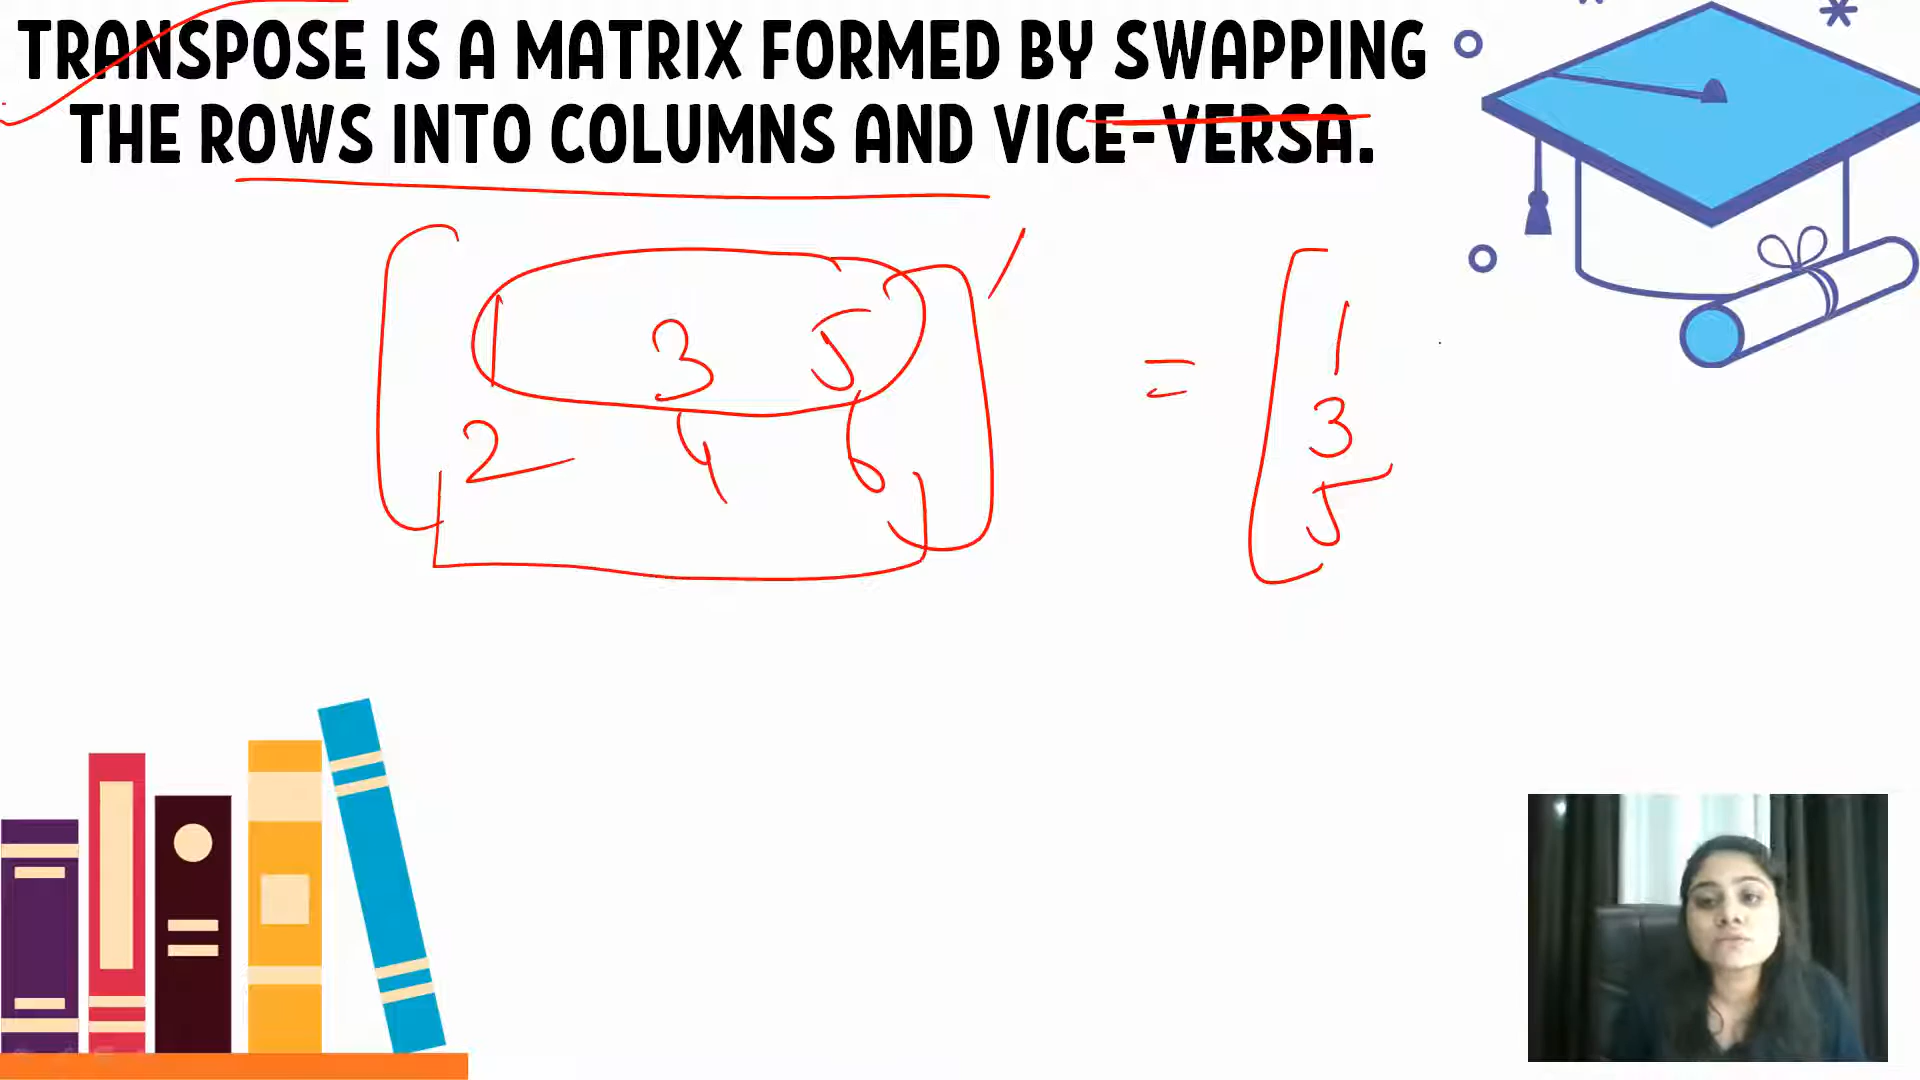 TRANSPOSE IS A MATRIX FORMED BY SWAPPING
THE ROWS INTO COLUMNS AND VICE-VERSA.
[1 3 5
2 4 6]' = [1
3
5